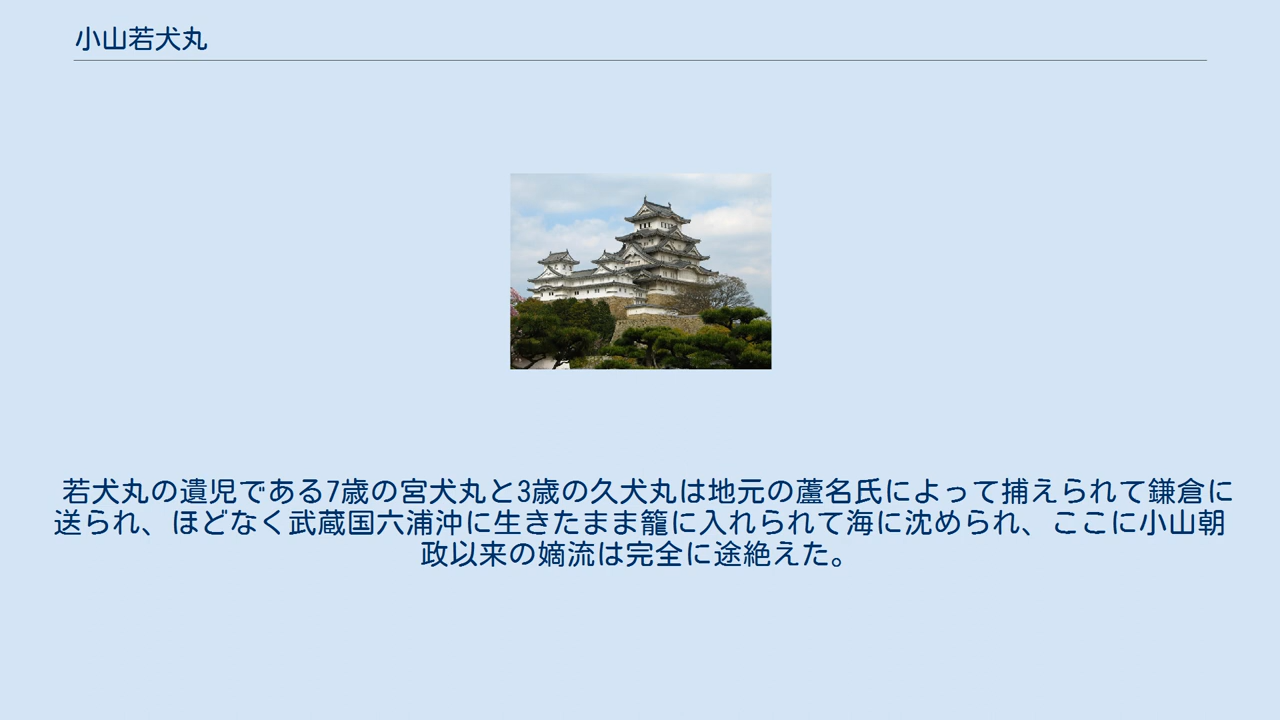 小山若犬丸
若犬丸の遺児である7歳の宮犬丸と3歳の久犬丸は地元の蘆名氏によって捕えられて鎌倉に
送られ、ほどなく武蔵国六浦沖に生きたまま籠に入れられて海に沈められ、ここに小山朝
政以来の嫡流は完全に途絶えた。